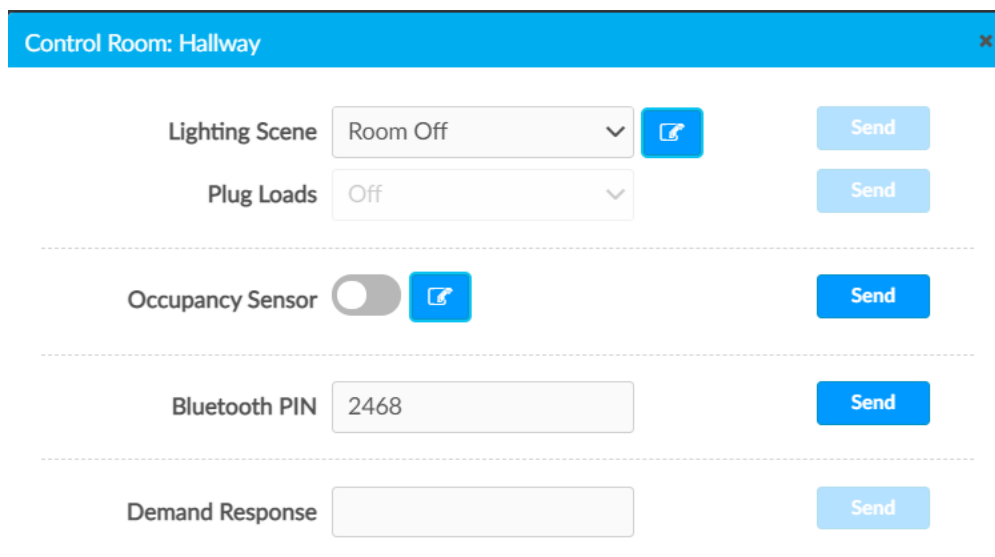 Control Room: Hallway
Lighting Scene Room Off Send
Plug Loads Off Send
Occupancy Sensor Send
Bluetooth PIN 2468 Send
Demand Response Send